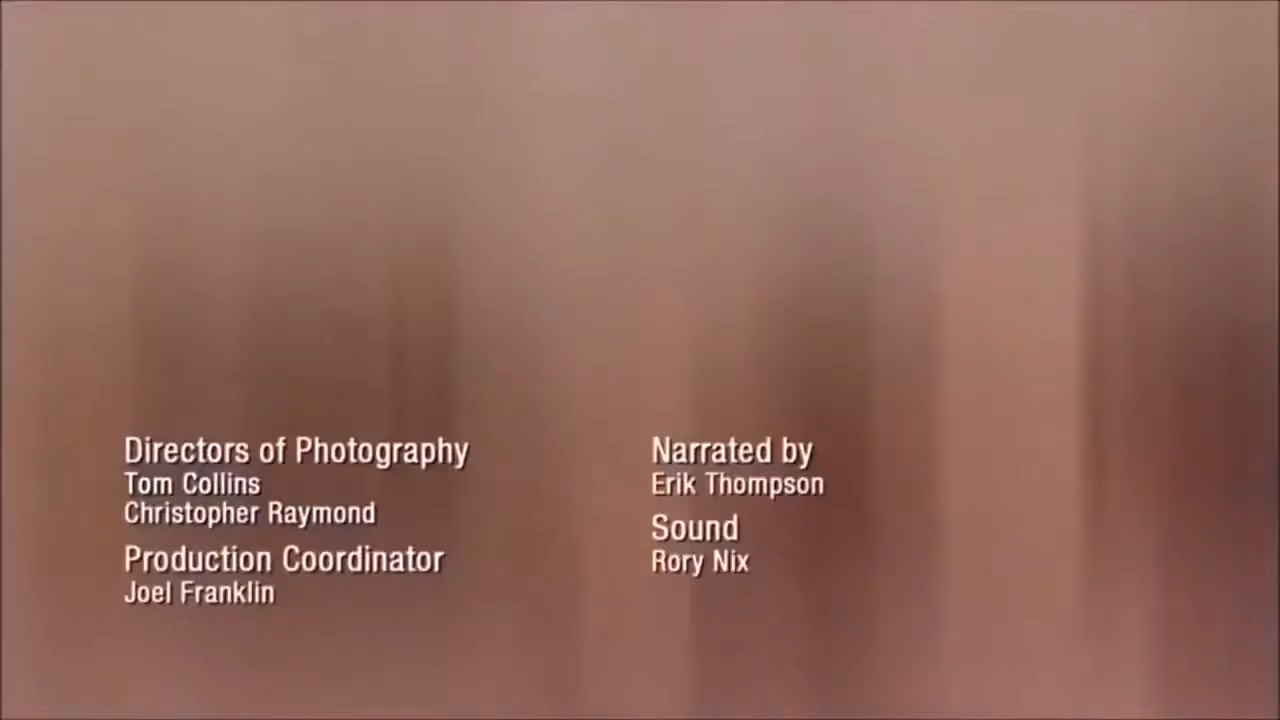 Directors of Photography
Tom Collins
Christopher Raymond
Production Coordinator
Joel Franklin
Narrated by
Erik Thompson
Sound
Rory Nix